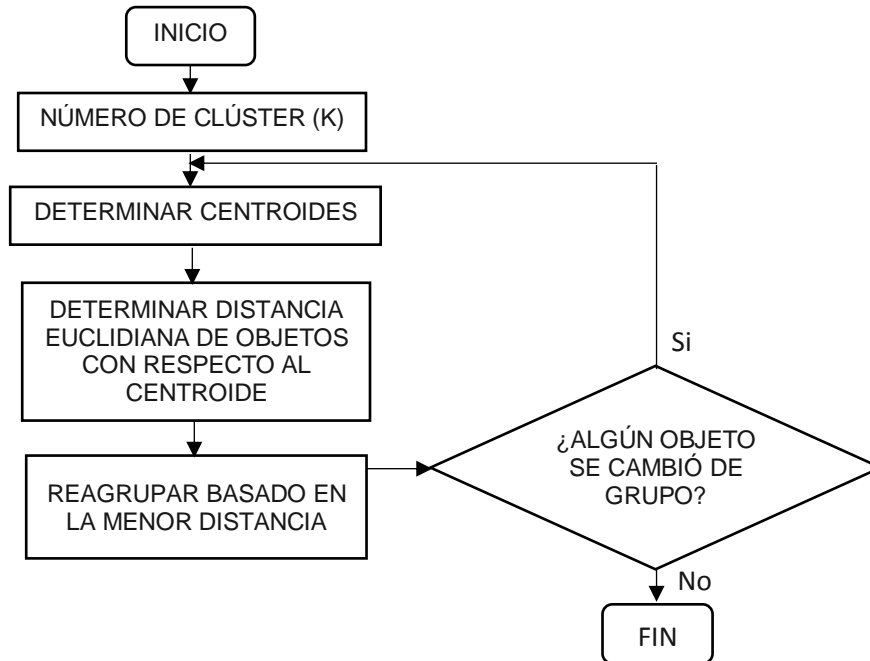 INICIO
NÚMERO DE CLÚSTER (K)
DETERMINAR CENTROIDES
DETERMINAR DISTANCIA
EUCLIDIANA DE OBJETOS
CON RESPECTO AL
CENTROIDE
REAGRUPAR BASADO EN
LA MENOR DISTANCIA
Si
¿ALGÚN OBJETO
SE CAMBIÓ DE
GRUPO?
No
FIN